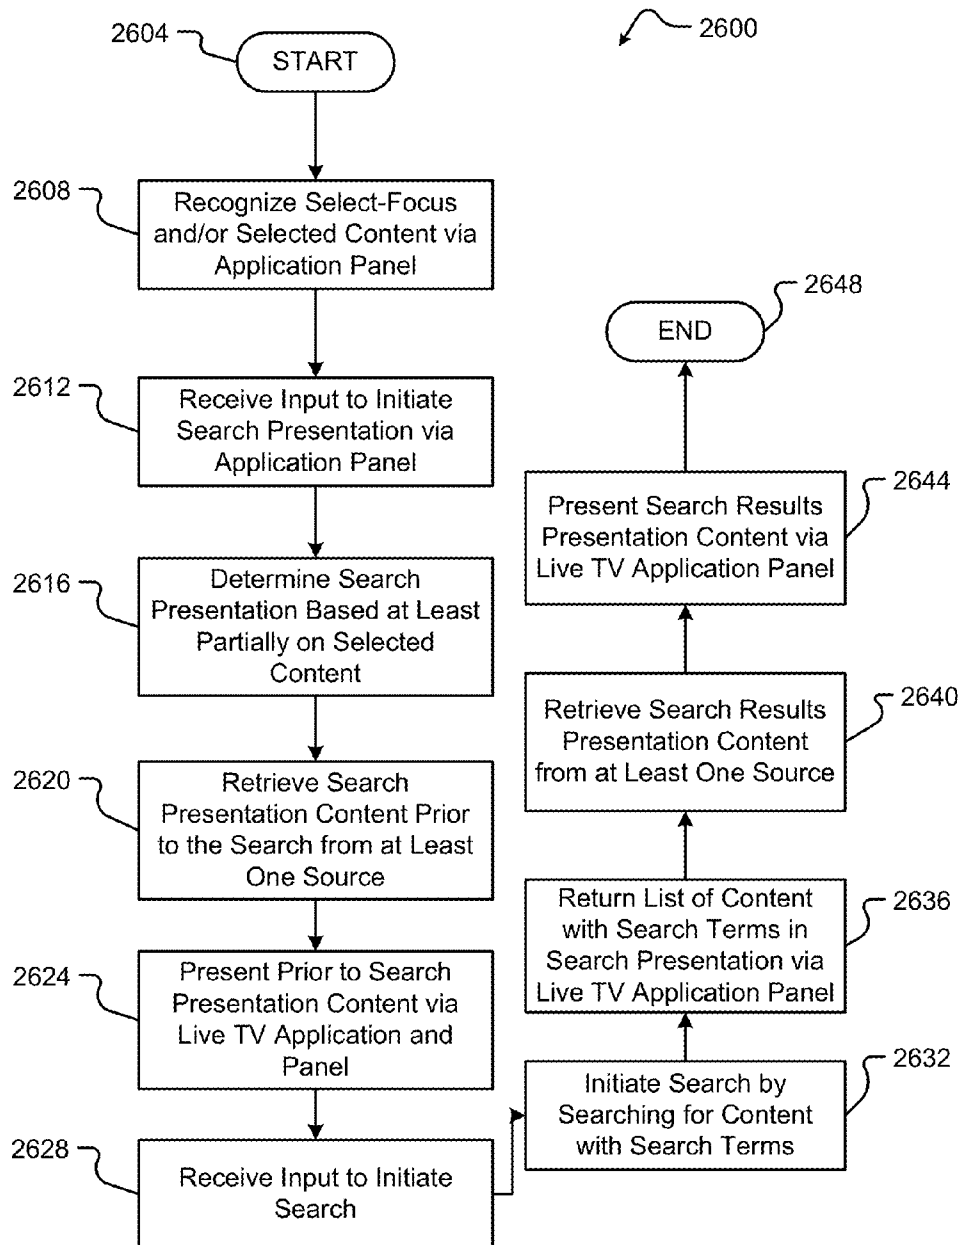 2600
2604
START
2608
Recognize Select-Focus
and/or Selected Content via
Application Panel
2612
Receive Input to Initiate
Search Presentation via
Application Panel
2616
Determine Search
Presentation Based at Least
Partially on Selected
Content
2620
Retrieve Search
Presentation Content Prior
to the Search from at Least
One Source
2624
Present Prior to Search
Presentation Content via
Live TV Application and
Panel
2628
Receive Input to Initiate
Search
2632
Initiate Search by
Searching for Content
with Search Terms
2636
Return List of Content
with Search Terms in
Search Presentation via
Live TV Application Panel
2640
Retrieve Search Results
Presentation Content
from at Least One Source
2644
Present Search Results
Presentation Content via
Live TV Application Panel
2648
END